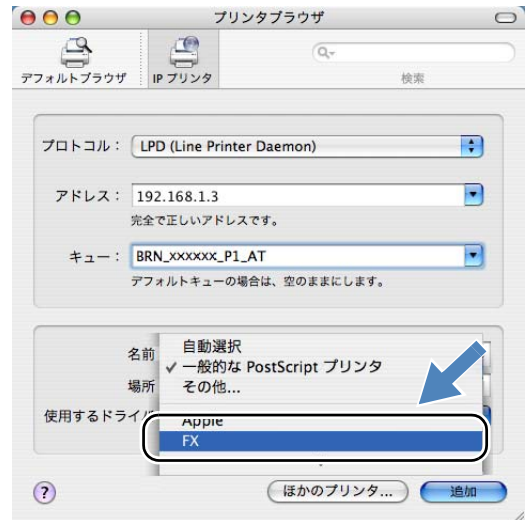 プリンタブラウザ
デフォルトブラウザ
IP プリンタ
検索
プロトコル： LPD (Line Printer Daemon)
アドレス： 192.168.1.3
完全で正しいアドレスです。
キュー： BRN_xxxxxx_P1_AT
デフォルトキューの場合は、空のままにします。
名前
自動選択
✓ 一般的な PostScript プリンタ
場所
その他...
使用するドライバ
Apple
FX
?
ほかのプリンタ...
追加